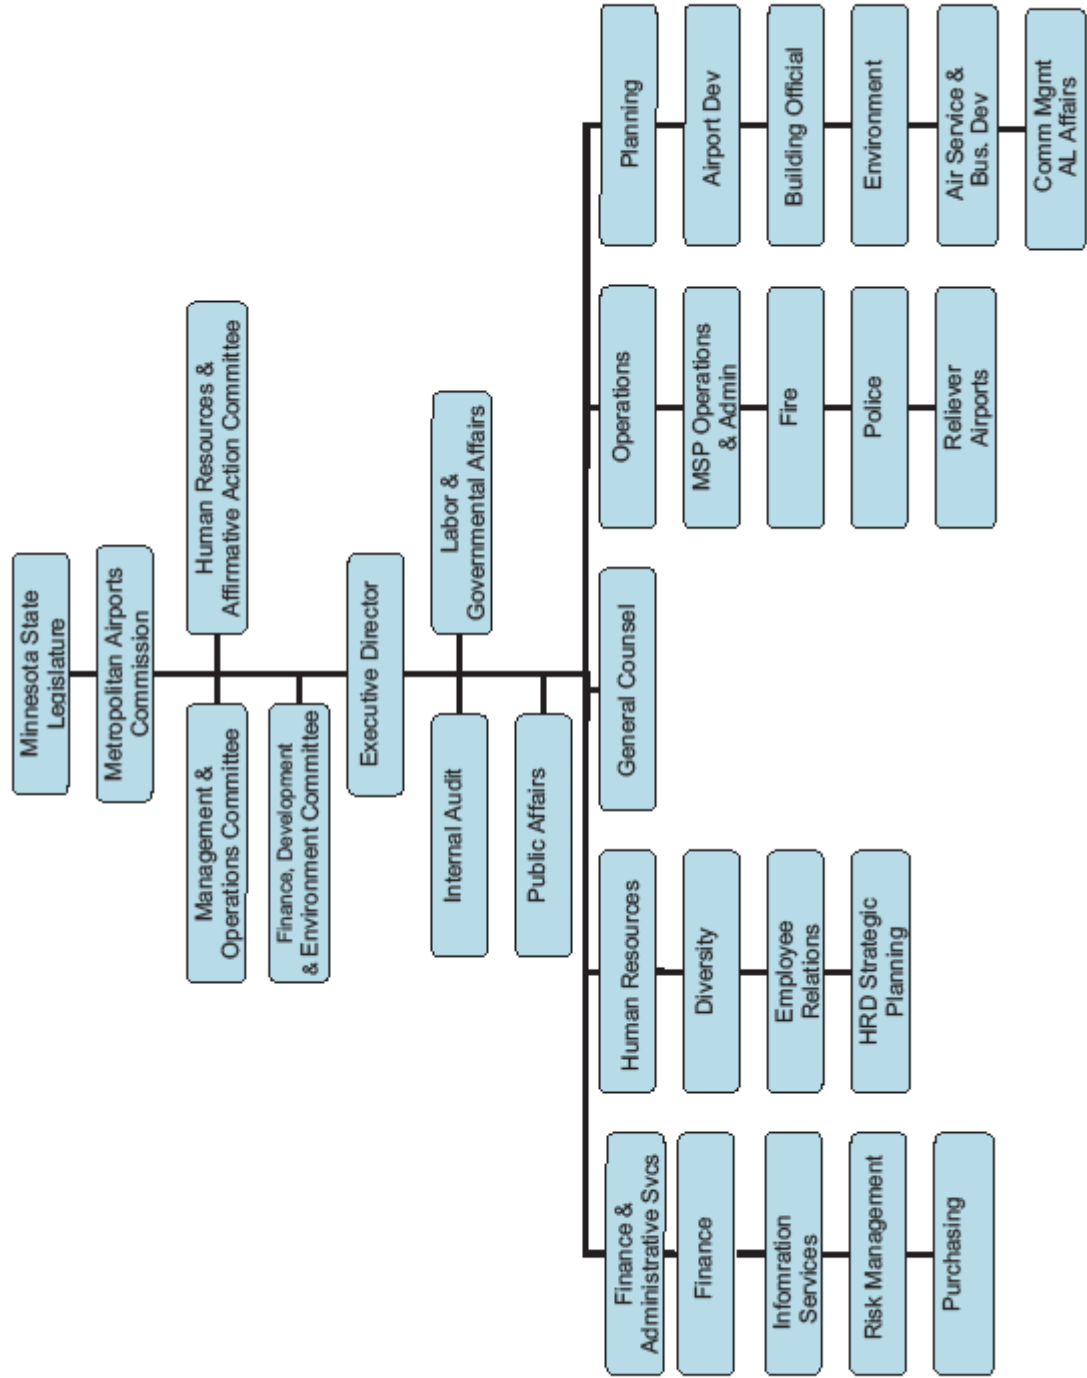 Minnesota State
Legislature
Metropolitan Airports
Commission
Management &
Operations Committee
Human Resources &
Affirmative Action Committee
Finance, Development
& Environment Committee
Executive Director
Internal Audit
Labor &
Governmental Affairs
Public Affairs
Finance &
Administrative Svcs
Finance
Infomration
Services
Risk Management
Purchasing
Human Resources
Diversity
Employee
Relations
HRD Strategic
Planning
General Counsel
Operations
MSP Operations
& Admin
Fire
Police
Reliever
Airports
Planning
Airport Dev
Building Official
Environment
Air Service &
Bus. Dev
Comm Mgmt
AL Affairs